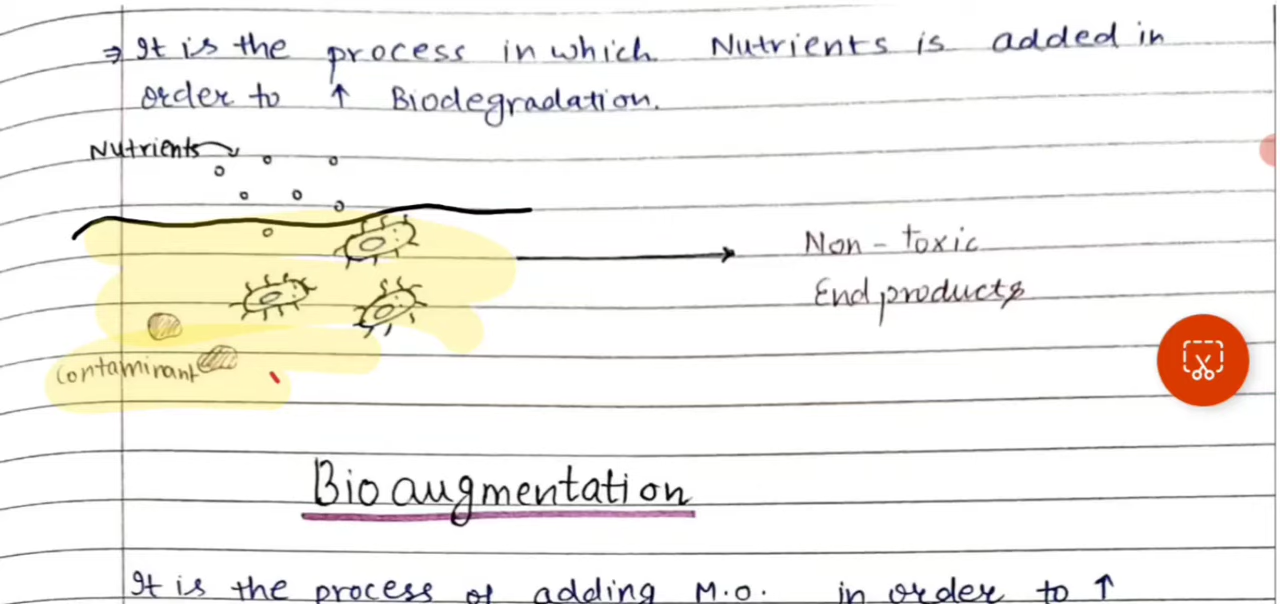 ⇒ It is the process in which Nutrients is added in
order to ↑ Biodegradation.
Nutrients
Non - toxic
End products
Contaminant
Bioaugmentation
It is the process of adding M.O. in order to ↑